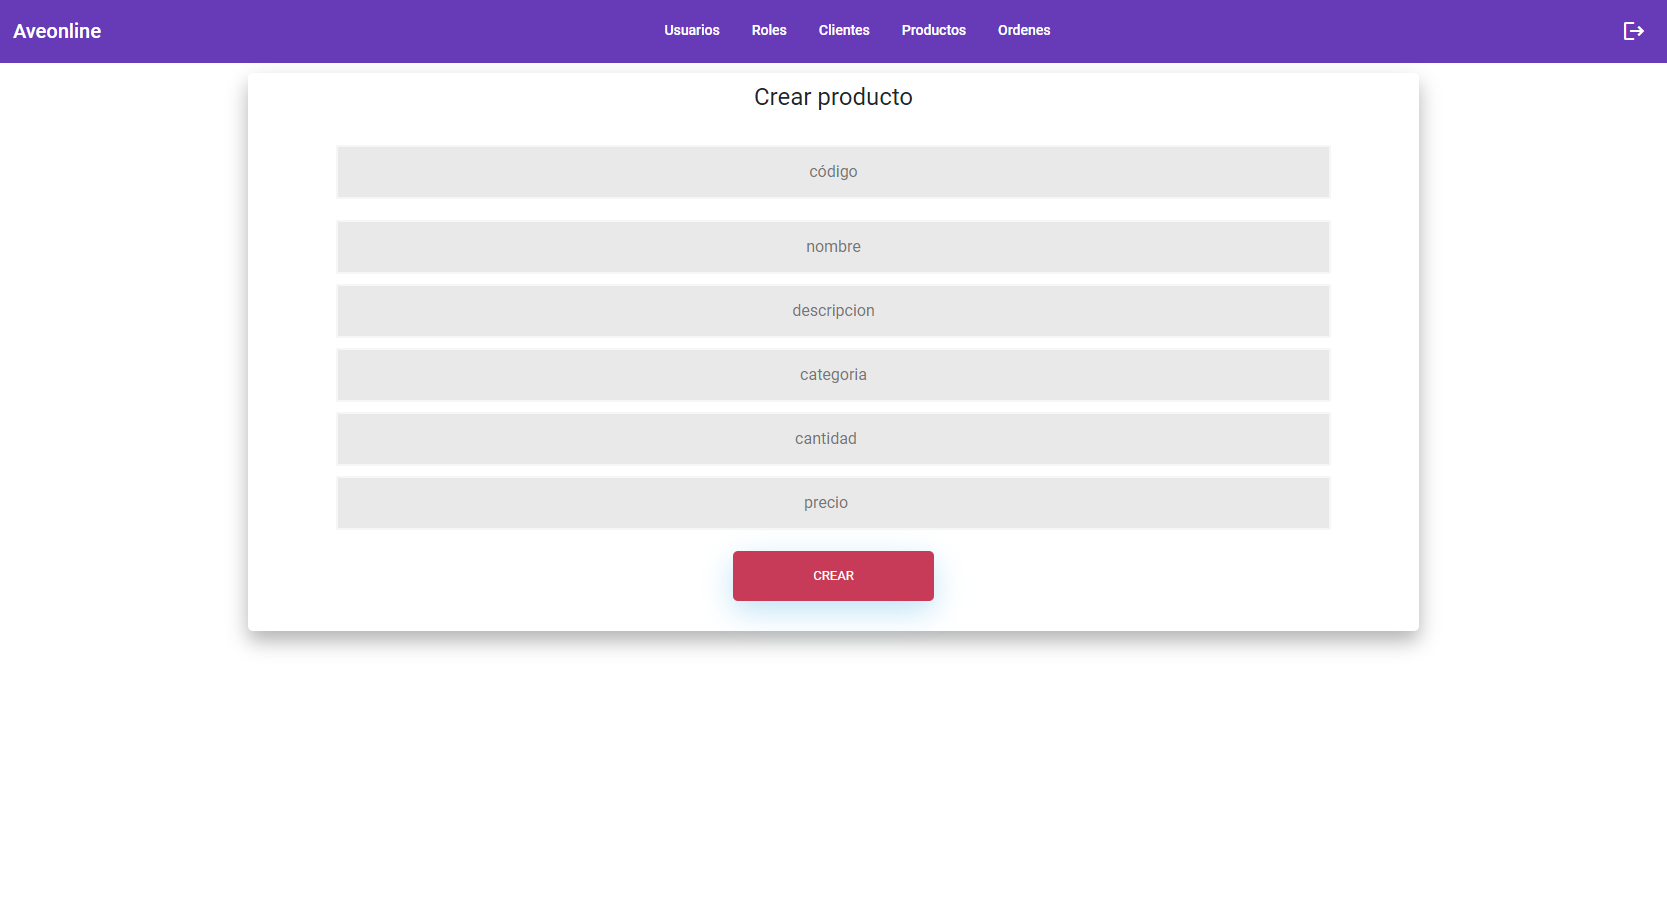 Aveonline Usuarios Roles Clientes Productos Ordenes
Crear producto
código
nombre
descripcion
categoria
cantidad
precio
CREAR